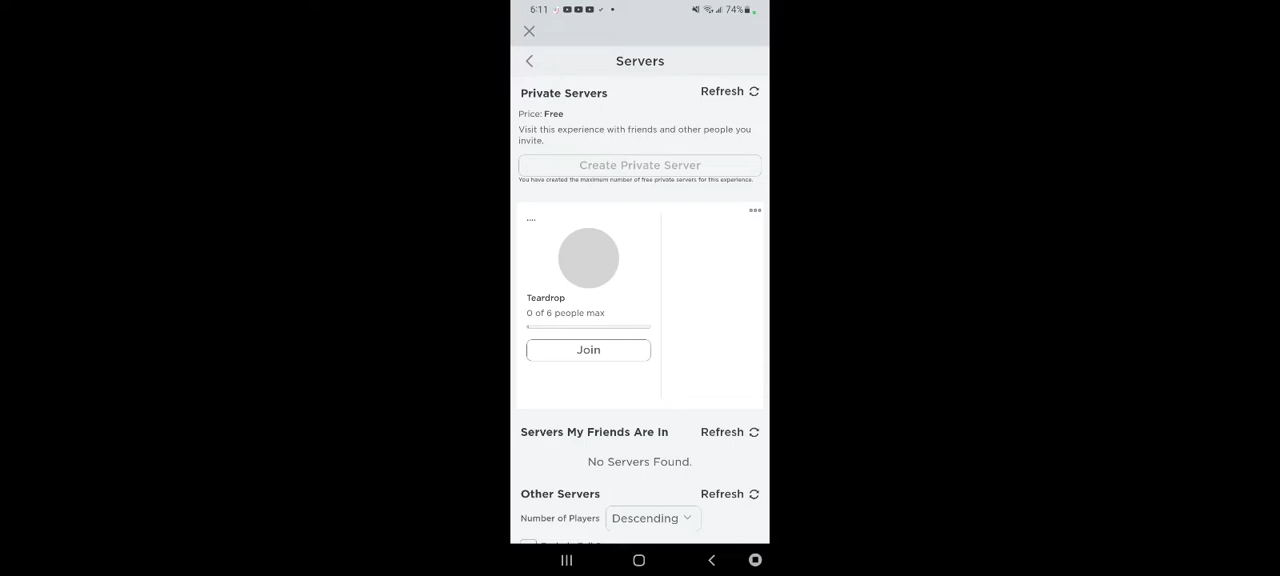 6:11
74%
Servers
Private Servers
Refresh
Price: Free
Visit this experience with friends and other people you
invite.
Create Private Server
You have created the maximum number of free private servers for this experience.
....
Teardrop
0 of 6 people max
Join
Servers My Friends Are In
Refresh
No Servers Found.
Other Servers
Refresh
Number of Players
Descending